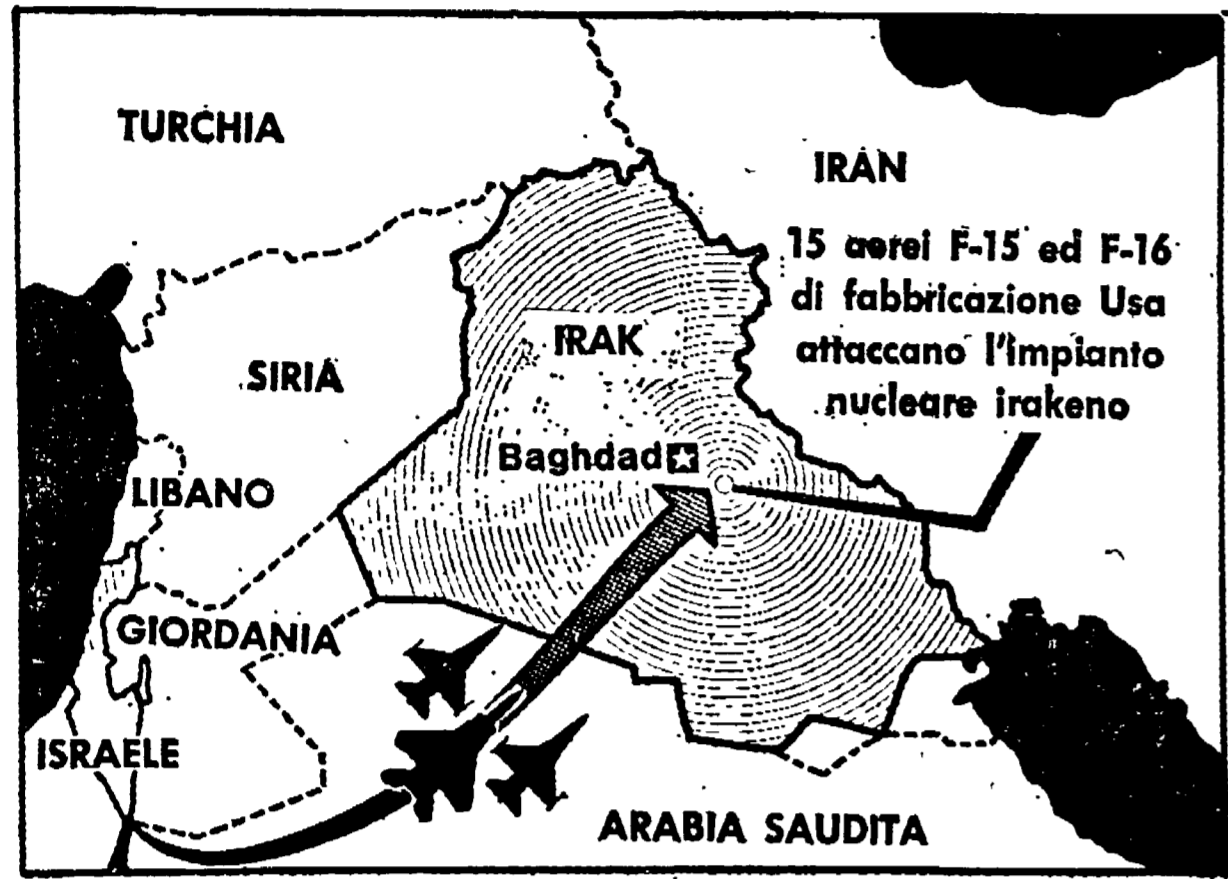 TURCHIA
IRAN
15 aerei F-15 ed F-16
di fabbricazione Usa
attaccano l'impianto
nucleare irakeno
IRAK
SIRIA
Baghdad
LIBANO
GIORDANIA
ISRAELE
ARABIA SAUDITA